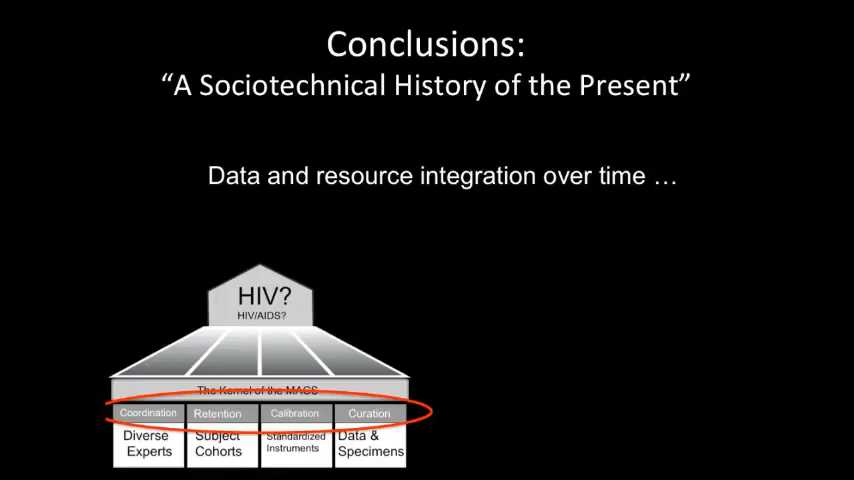 Conclusions:
“A Sociotechnical History of the Present”
Data and resource integration over time …
HIV?
HIV/AIDS?
The Kernel of the MACS
Coordination Retention Calibration Curation
Diverse Experts
Subject Cohorts
Standardized Instruments
Data & Specimens